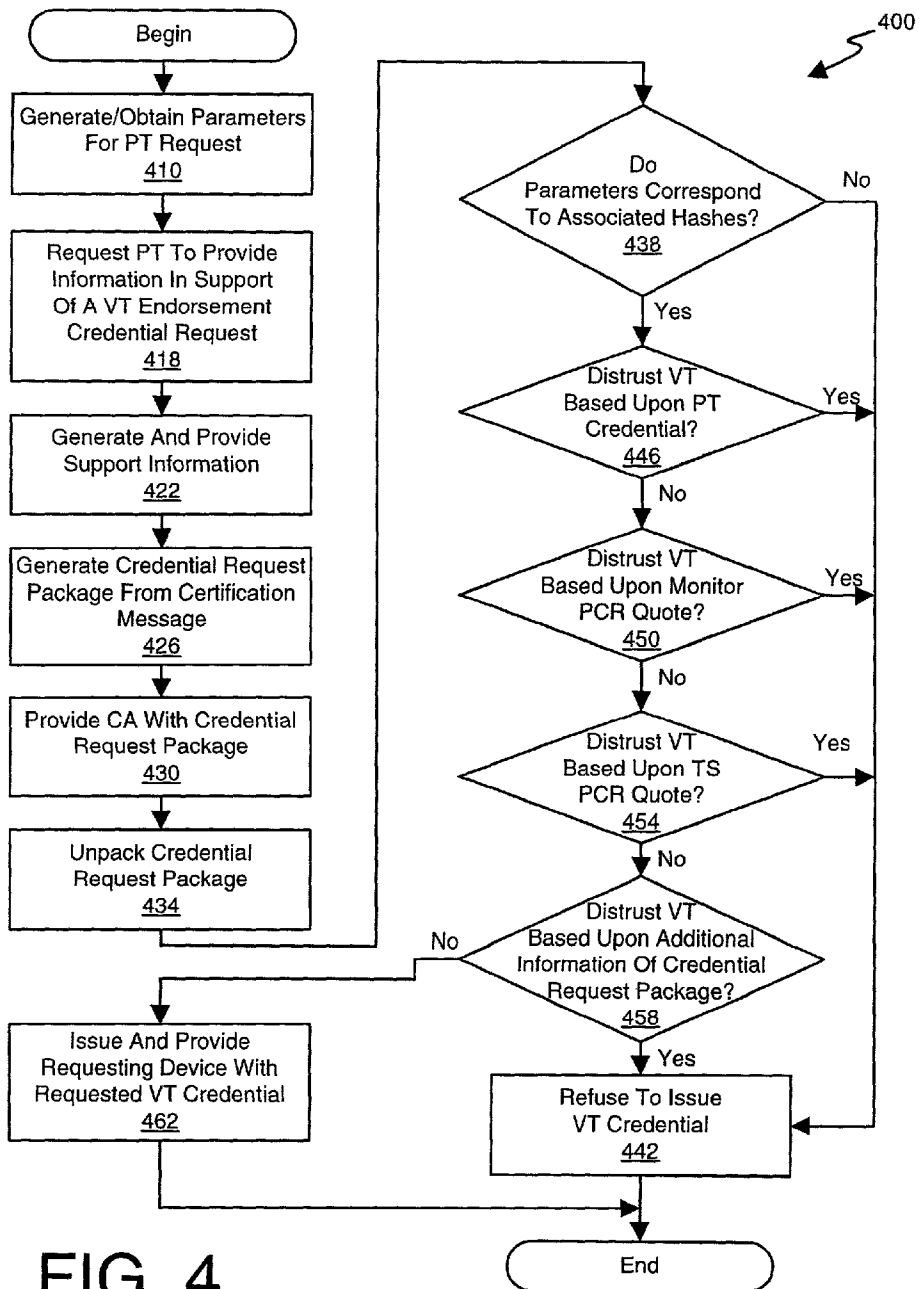 Begin
Generate/Obtain Parameters
For PT Request
410
Request PT To Provide
Information In Support
Of A VT Endorsement
Credential Request
418
Generate And Provide
Support Information
422
Generate Credential Request
Package From Certification
Message
426
Provide CA With Credential
Request Package
430
Unpack Credential
Request Package
434
400
Do
Parameters Correspond
To Associated Hashes?
438
No
Yes
Distrust VT
Based Upon PT
Credential?
446
Yes
No
Distrust VT
Based Upon Monitor
PCR Quote?
450
Yes
No
Distrust VT
Based Upon TS
PCR Quote?
454
Yes
No
Distrust VT
Based Upon Additional
Information Of Credential
Request Package?
458
No
Yes
Issue And Provide
Requesting Device With
Requested VT Credential
462
Refuse To Issue
VT Credential
442
End
FIG. 4